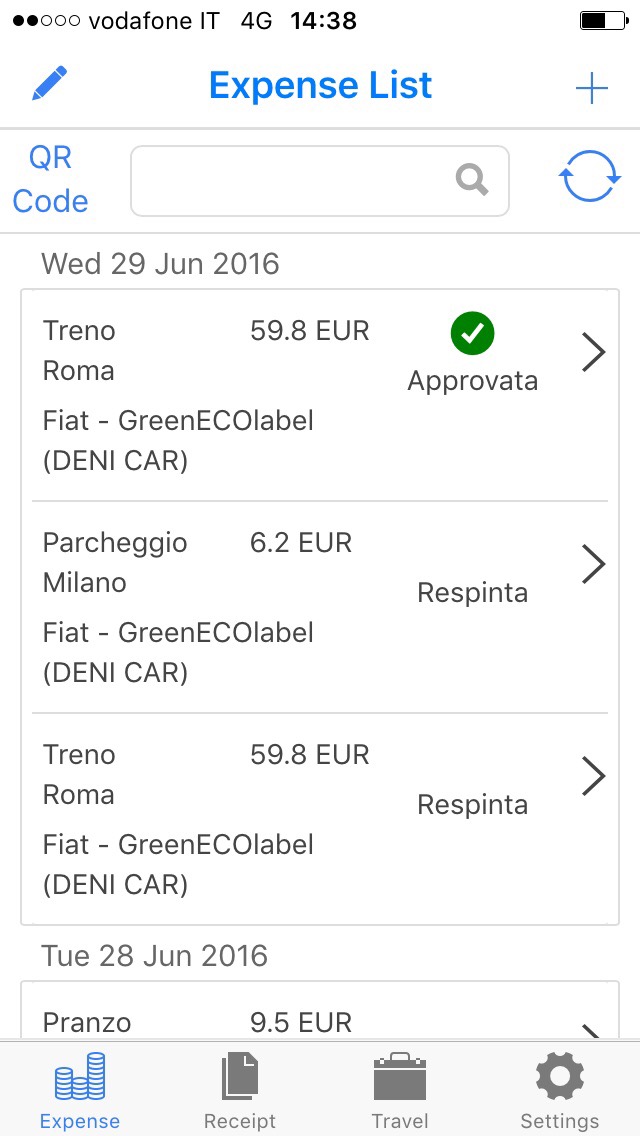 vodafone IT 4G 14:38
Expense List
QR
Code
Wed 29 Jun 2016
Treno 59.8 EUR
Roma
Approvata
Fiat - GreenECOlabel
(DENI CAR)
Parcheggio 6.2 EUR
Milano
Respinta
Fiat - GreenECOlabel
(DENI CAR)
Treno 59.8 EUR
Roma
Respinta
Fiat - GreenECOlabel
(DENI CAR)
Tue 28 Jun 2016
Pranzo 9.5 EUR
Expense Receipt Travel Settings